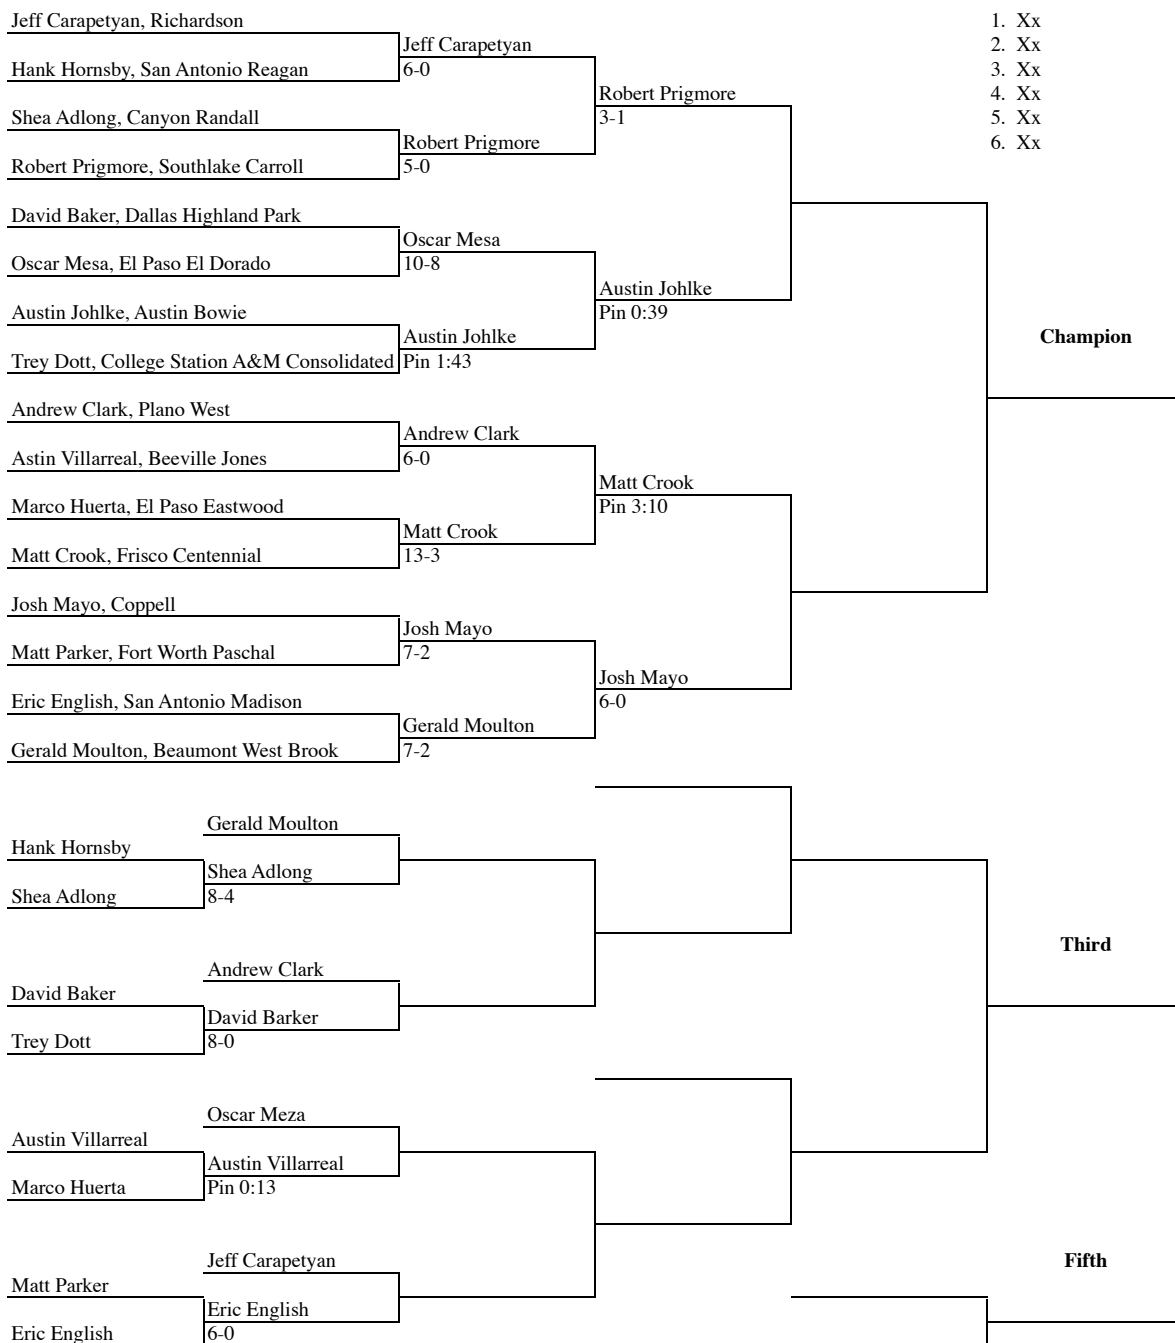 Jeff Carapetyan, Richardson
1. Xx
Jeff Carapetyan
2. Xx
Hank Hornsby, San Antonio Reagan
6-0
3. Xx
Robert Prigmore
4. Xx
Shea Adlong, Canyon Randall
3-1
5. Xx
Robert Prigmore
6. Xx
Robert Prigmore, Southlake Carroll
5-0
David Baker, Dallas Highland Park
Oscar Mesa
Oscar Mesa, El Paso El Dorado
10-8
Austin Johlke
Austin Johlke, Austin Bowie
Pin 0:39
Austin Johlke
Champion
Trey Dott, College Station A&M Consolidated
Pin 1:43
Andrew Clark, Plano West
Andrew Clark
Astin Villarreal, Beeville Jones
6-0
Matt Crook
Marco Huerta, El Paso Eastwood
Pin 3:10
Matt Crook
Matt Crook, Frisco Centennial
13-3
Josh Mayo, Coppell
Josh Mayo
Matt Parker, Fort Worth Paschal
7-2
Josh Mayo
Eric English, San Antonio Madison
6-0
Gerald Moulton
Gerald Moulton, Beaumont West Brook
7-2
Gerald Moulton
Hank Hornsby
Shea Adlong
Shea Adlong
8-4
Third
Andrew Clark
David Baker
David Barker
Trey Dott
8-0
Oscar Meza
Austin Villarreal
Austin Villarreal
Marco Huerta
Pin 0:13
Jeff Carapetyan
Fifth
Matt Parker
Eric English
Eric English
6-0